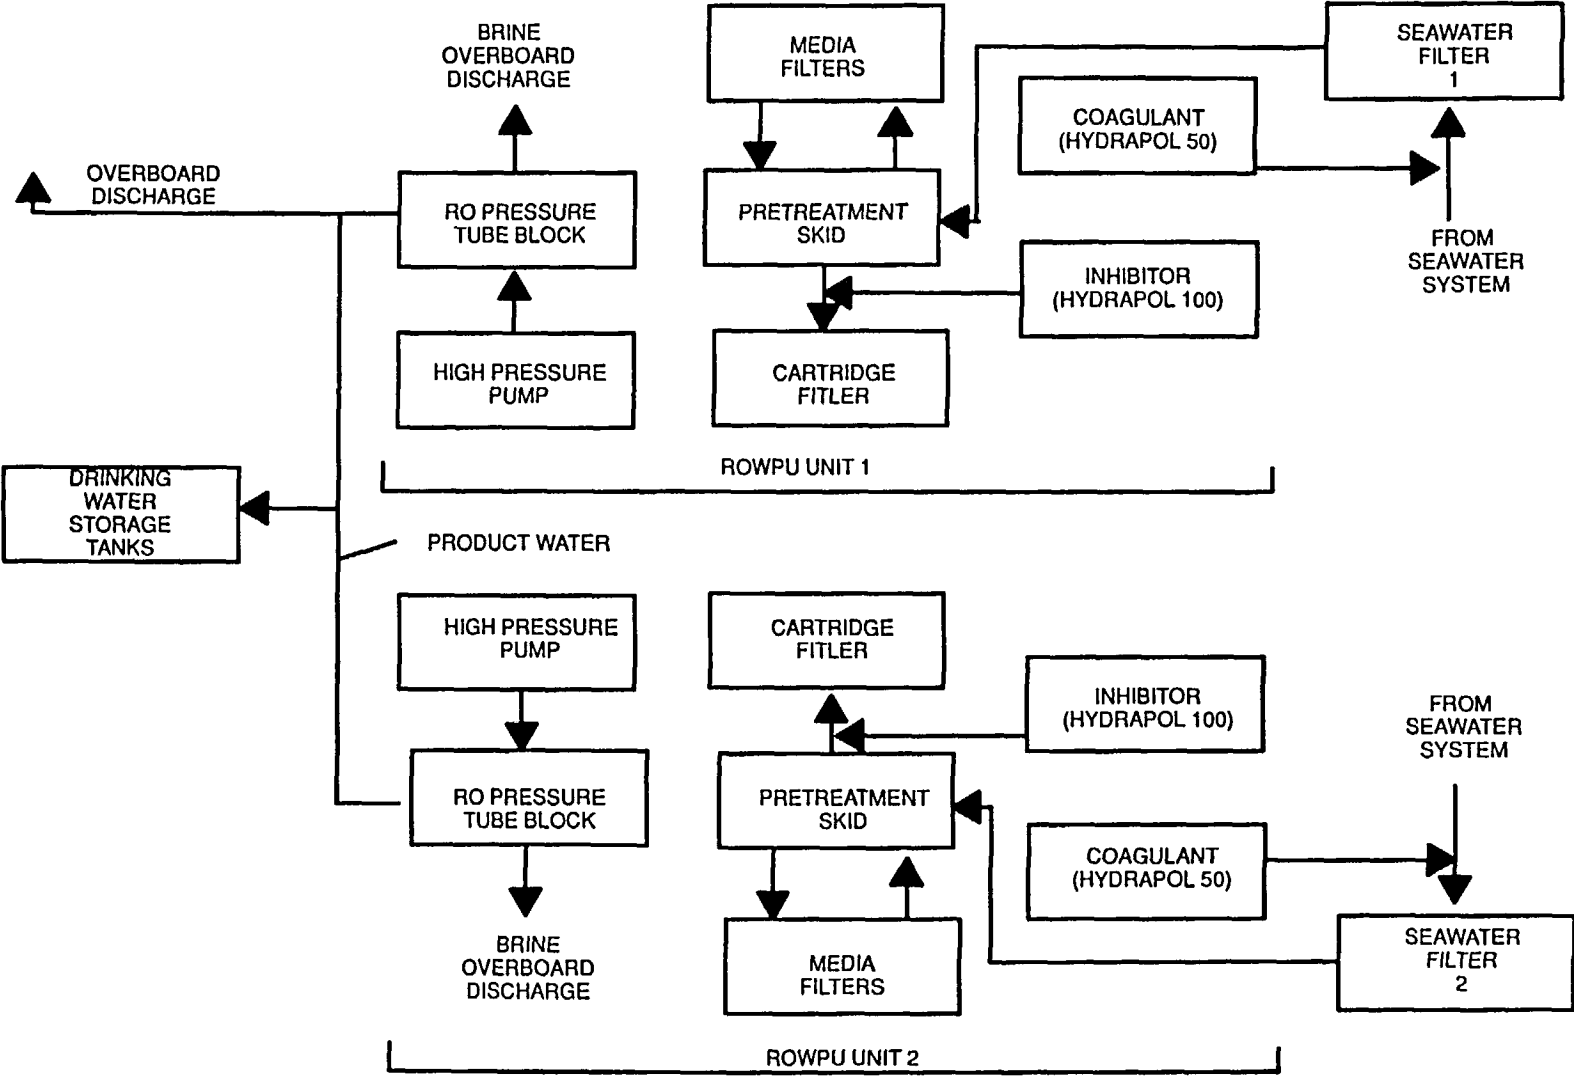 BRINE
OVERBOARD
DISCHARGE
MEDIA
FILTERS
SEAWATER
FILTER
1
COAGULANT
(HYDRAPOL 50)
OVERBOARD
DISCHARGE
RO PRESSURE
TUBE BLOCK
PRETREATMENT
SKID
FROM
SEAWATER
SYSTEM
INHIBITOR
(HYDRAPOL 100)
HIGH PRESSURE
PUMP
CARTRIDGE
FITLER
ROWPU UNIT 1
DRINKING
WATER
STORAGE
TANKS
PRODUCT WATER
HIGH PRESSURE
PUMP
CARTRIDGE
FITLER
INHIBITOR
(HYDRAPOL 100)
FROM
SEAWATER
SYSTEM
RO PRESSURE
TUBE BLOCK
PRETREATMENT
SKID
COAGULANT
(HYDRAPOL 50)
BRINE
OVERBOARD
DISCHARGE
MEDIA
FILTERS
SEAWATER
FILTER
2
ROWPU UNIT 2